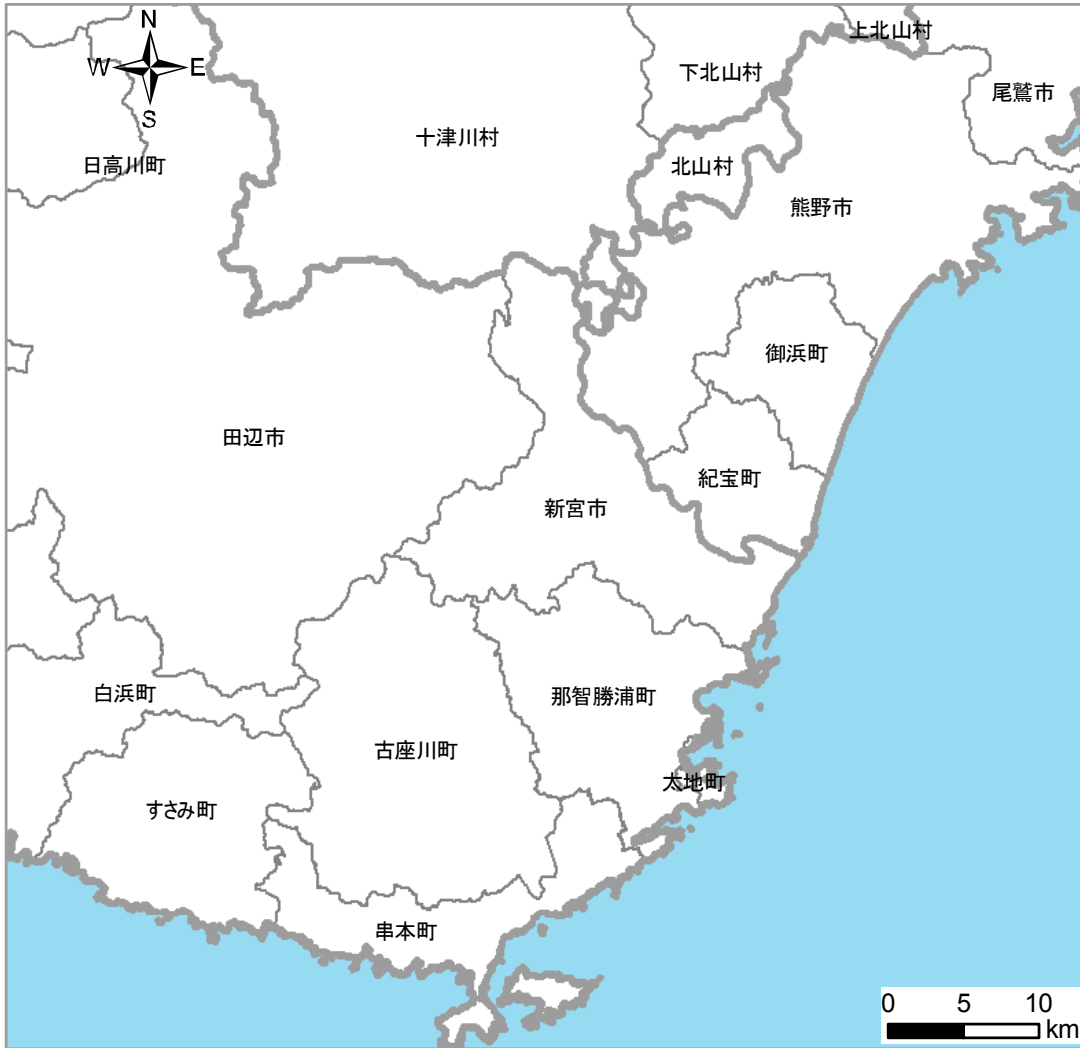 N
上北山村
W
E
下北山村
尾鷲市
S
十津川村
日高川町
北山村
熊野市
御浜町
田辺市
紀宝町
新宮市
白浜町
那智勝浦町
古座川町
太地町
すさみ町
串本町
0 5 10
km